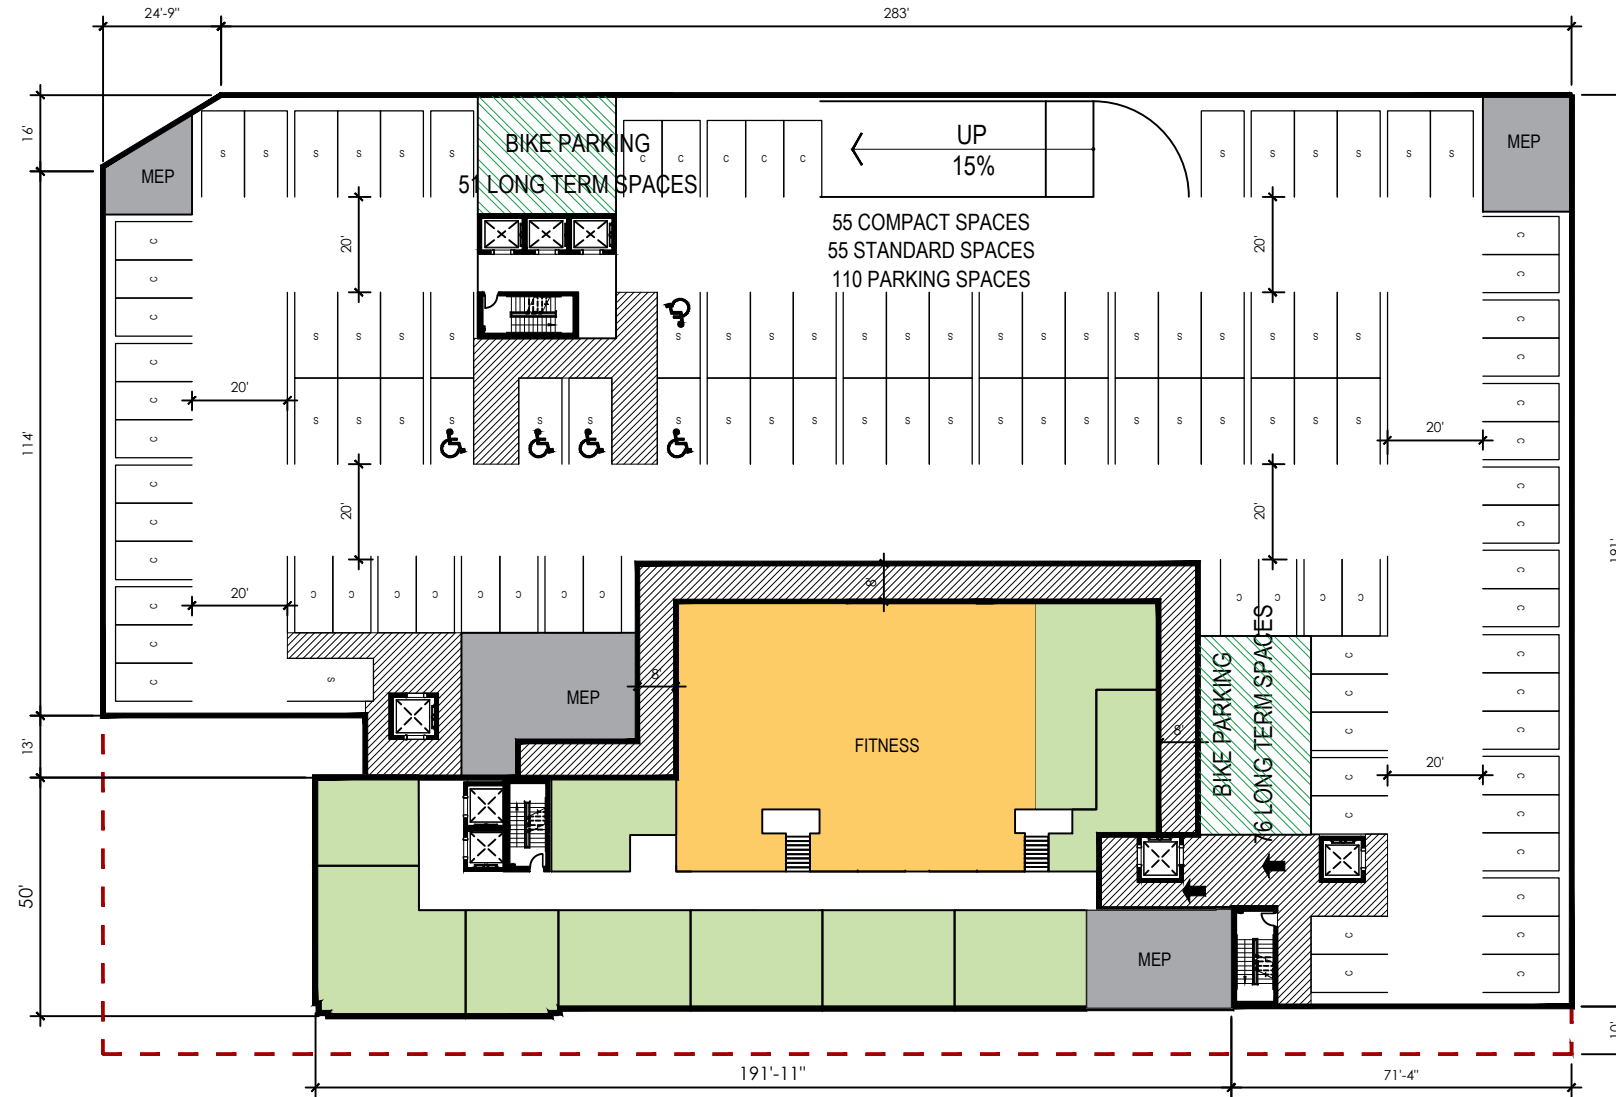 24'-9"
283'
16'
BIKE PARKING
51 LONG TERM SPACES
UP
15%
MEP
MEP
S S S S S S
C C C C C
S S S S S S
55 COMPACT SPACES
55 STANDARD SPACES
110 PARKING SPACES
20'
20'
181'
S S S S S S S S S S S S S S S S S S S S S
20'
S S S S S S S S S S S S S S S S S S S S S S S
20'
114'
20'
20'
8'
C C C C C C C C
C C C C
20'
8'
S
MEP
FITNESS
BIKE PARKING
76 LONG TERM SPACES
8'
13'
20'
C C C C C C C C C C C C C
C C C C C C C C C C C C C C C C C C C
C C C C C C C
50'
MEP
10'
191'-11"
71'-4"